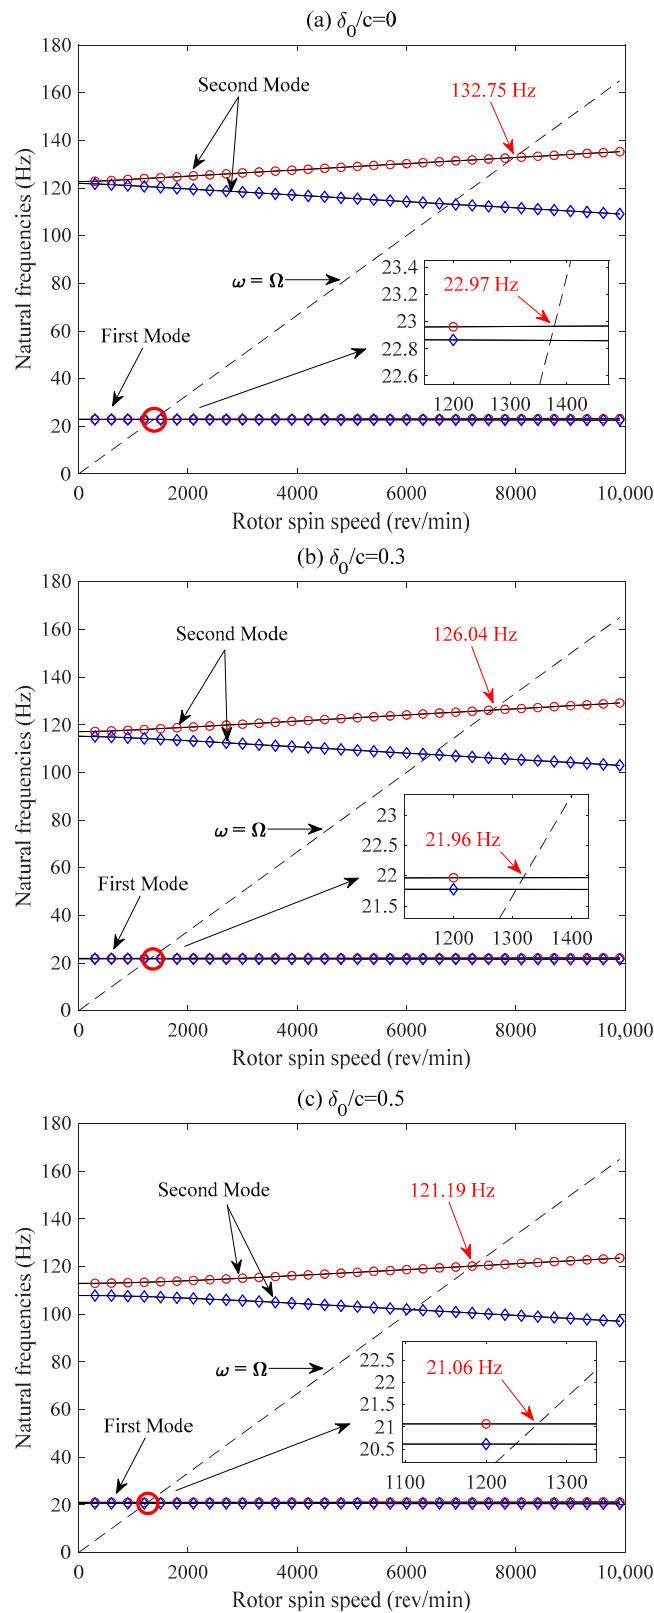 (a) δ0/c=0
180
160
140
120
100
80
60
40
20
0
Natural frequencies (Hz)
Second Mode
132.75 Hz
ω = Ω
First Mode
22.97 Hz
23.4
23.2
23
22.8
22.6
1200
1300
1400
0
2000
4000
6000
8000
10,000
Rotor spin speed (rev/min)
(b) δ0/c=0.3
180
160
140
120
100
80
60
40
20
0
Natural frequencies (Hz)
Second Mode
126.04 Hz
ω = Ω
First Mode
21.96 Hz
23
22.5
22
21.5
1200
1300
1400
0
2000
4000
6000
8000
10,000
Rotor spin speed (rev/min)
(c) δ0/c=0.5
180
160
140
120
100
80
60
40
20
0
Natural frequencies (Hz)
Second Mode
121.19 Hz
ω = Ω
First Mode
21.06 Hz
22.5
22
21.5
21
20.5
1100
1200
1300
0
2000
4000
6000
8000
10,000
Rotor spin speed (rev/min)